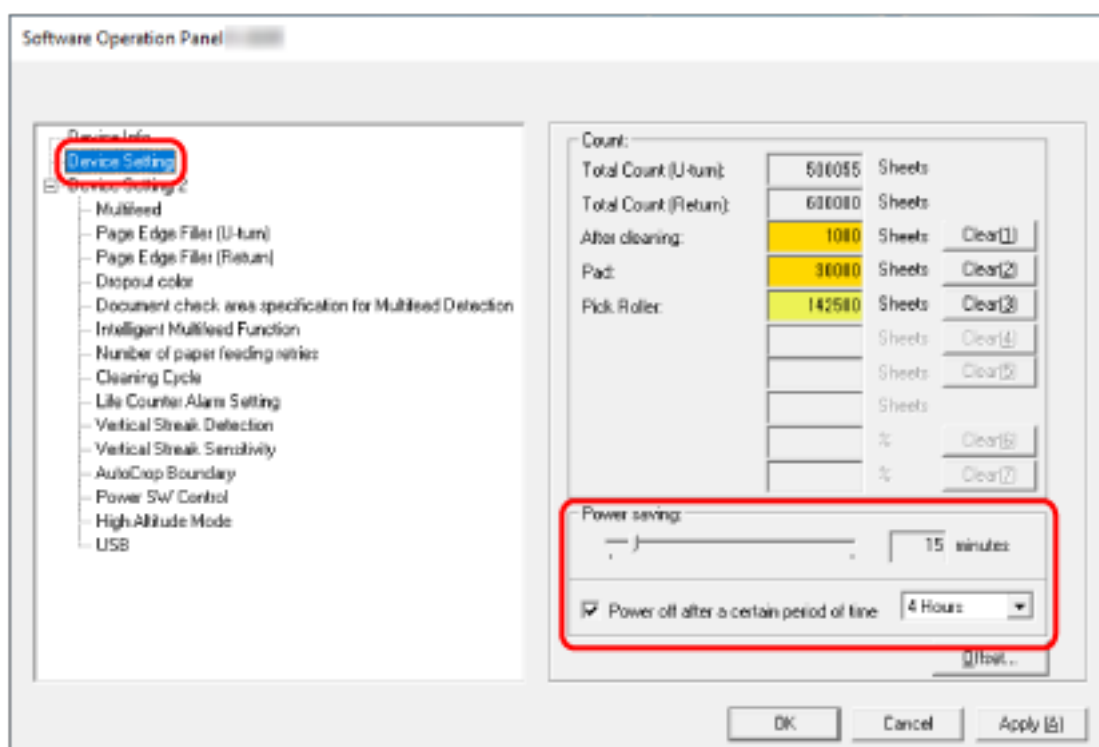 Software Operation Panel
Device Info
Device Setting
Device Setting 2
Multifeed
Page Edge Filler (U-turn)
Page Edge Filler (Return)
Dropout color
Document check area specification for Multifeed Detection
Intelligent Multifeed Function
Number of paper feeding retries
Cleaning Cycle
Life Counter Alarm Setting
Vertical Streak Detection
Vertical Streak Sensitivity
AutoCrop Boundary
Power SW Control
High Altitude Mode
USB
Count:
Total Count (U-turn): 500055 Sheets
Total Count (Return): 600000 Sheets
After cleaning: 1000 Sheets Clear(1)
Pad: 30000 Sheets Clear(2)
Pick Roller: 142500 Sheets Clear(3)
Sheets Clear(4)
Sheets Clear(5)
Sheets
% Clear(6)
% Clear(7)
Power saving:
15 minutes
Power off after a certain period of time 4 Hours
Offset...
OK Cancel Apply (A)